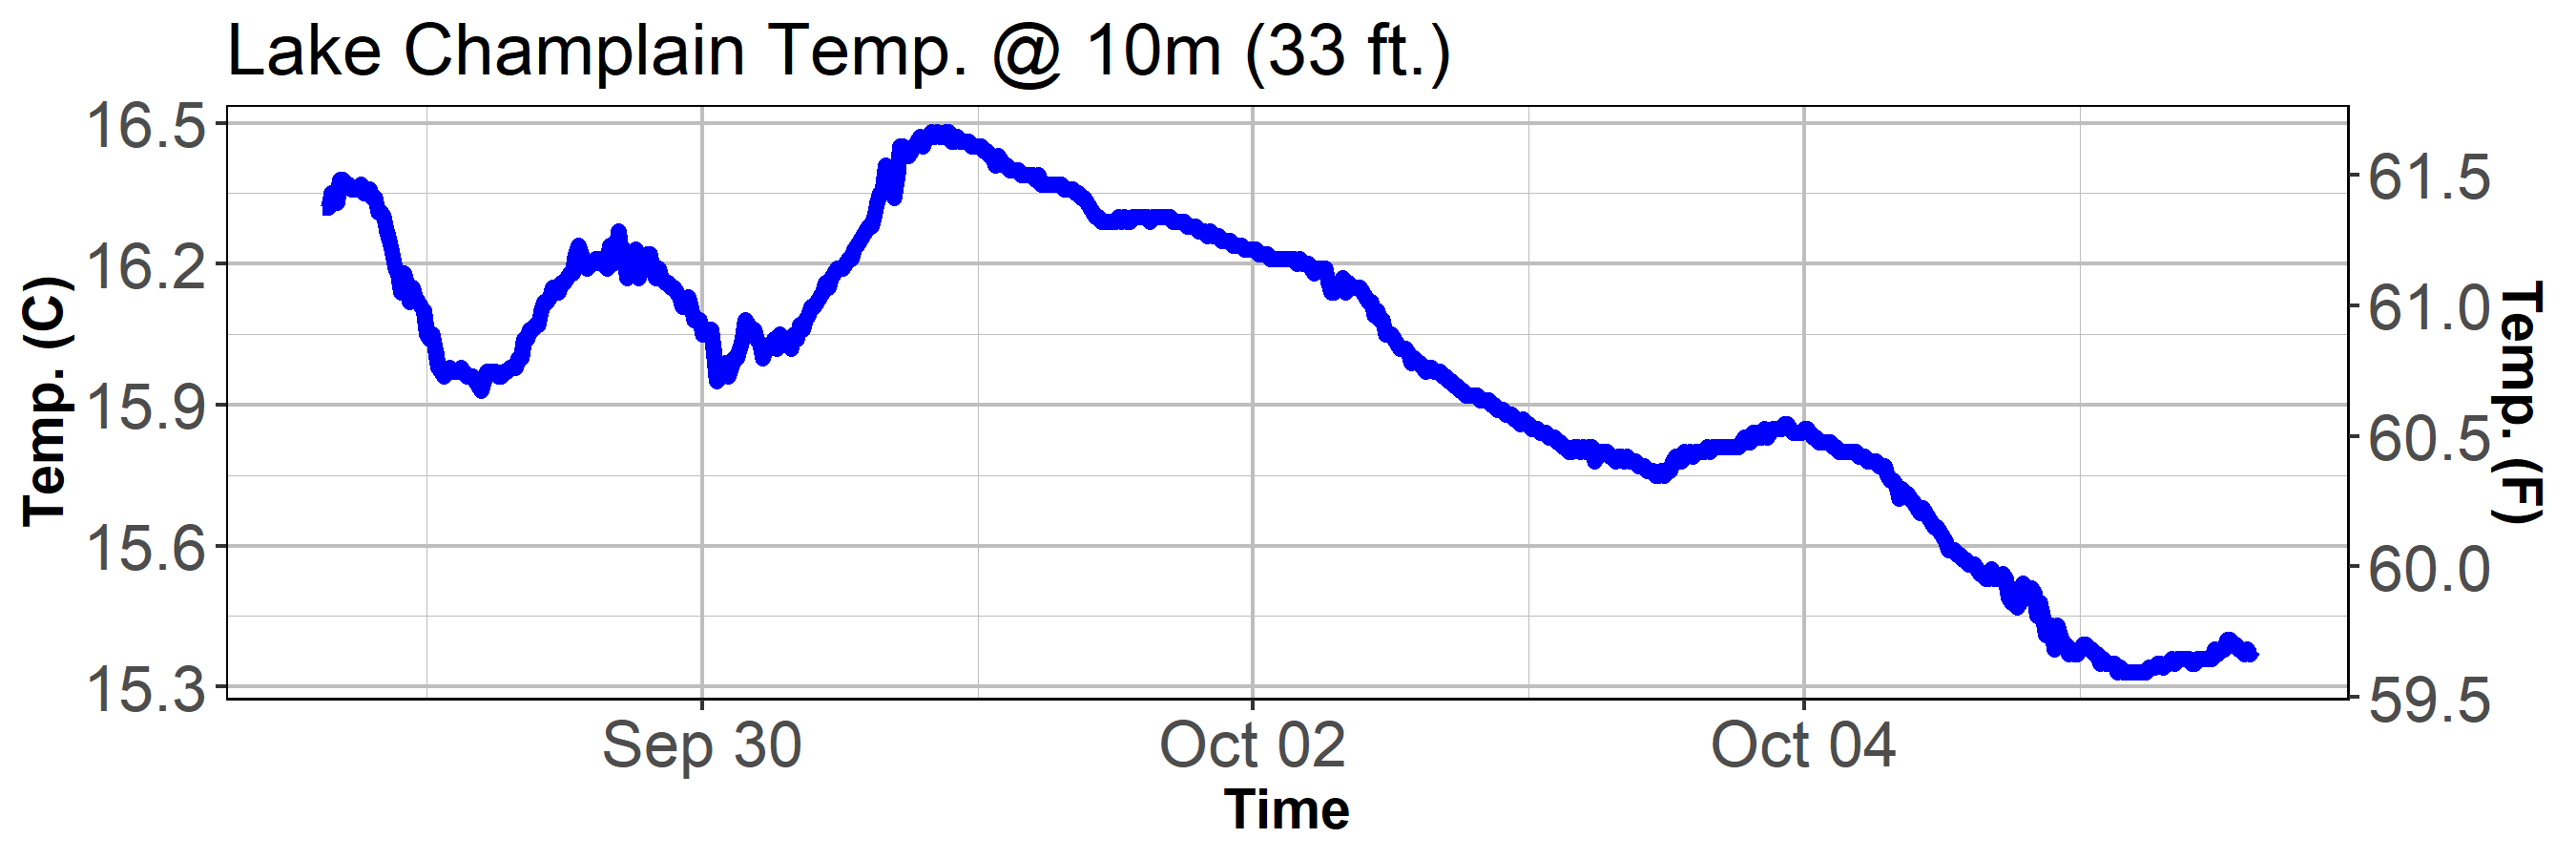 Lake Champlain Temp. @ 10m (33 ft.)
16.5
16.2
15.9
15.6
15.3
Temp. (C)
61.5
61.0
60.5
60.0
59.5
Temp. (F)
Sep 30
Oct 02
Oct 04
Time